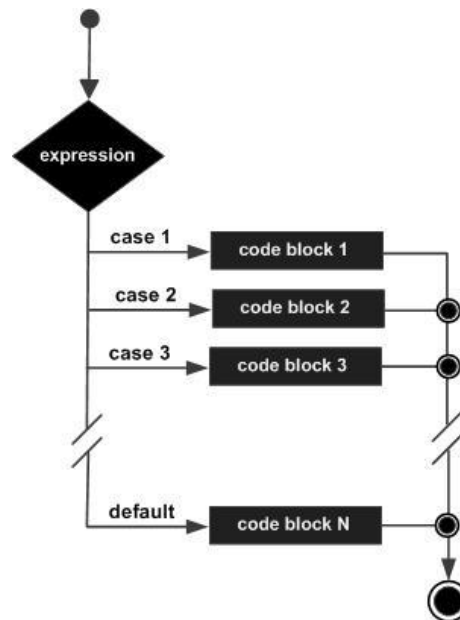 expression
case 1
code block 1
case 2
code block 2
case 3
code block 3
default
code block N